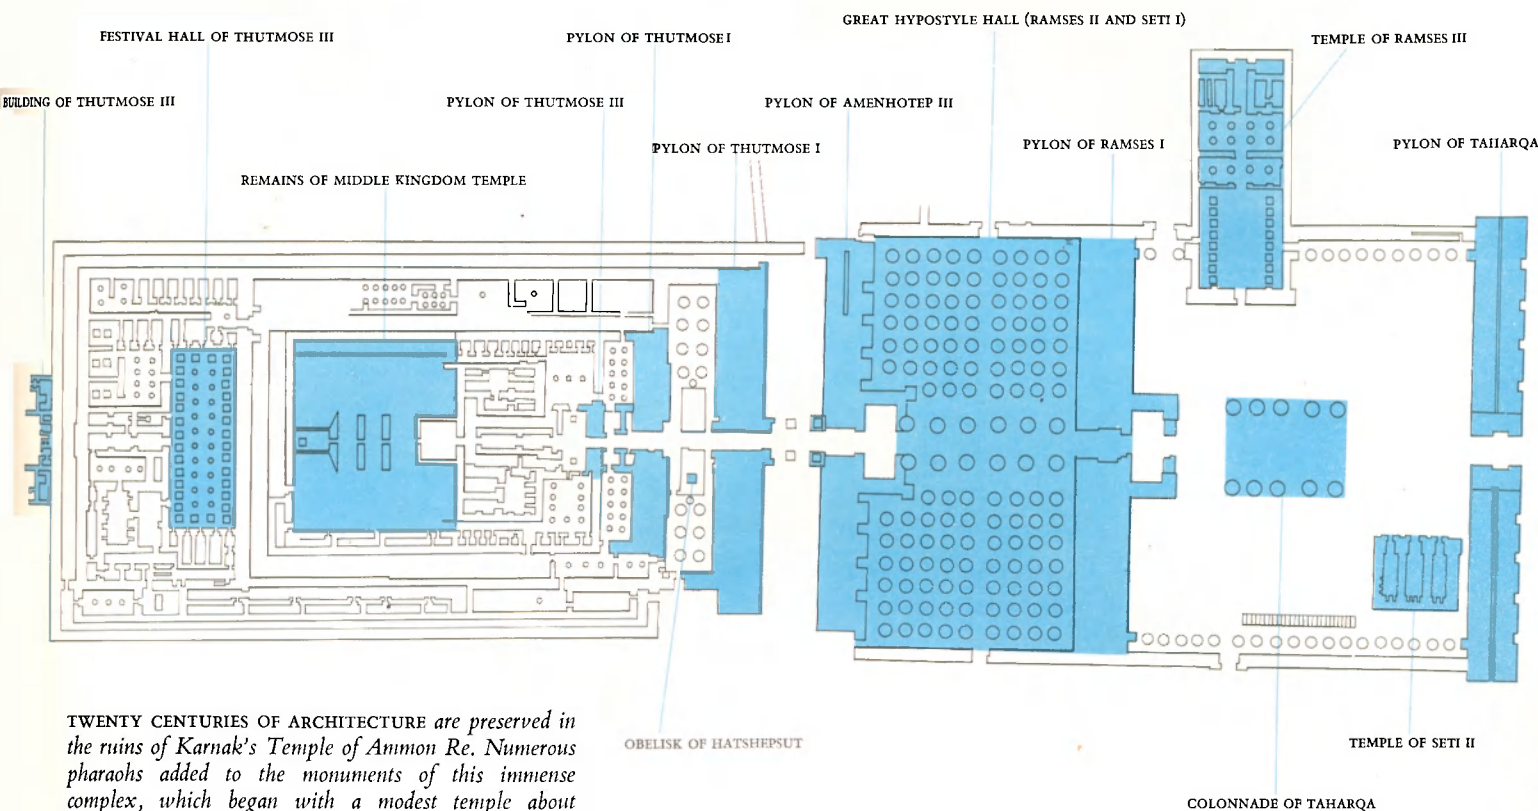 GREAT HYPOSTYLE HALL (RAMSES II AND SETI I)
FESTIVAL HALL OF THUTMOSE III
PYLON OF THUTMOSE I
TEMPLE OF RAMSES III
BUILDING OF THUTMOSE III
PYLON OF THUTMOSE III
PYLON OF AMENHOTEP III
PYLON OF THUTMOSE I
PYLON OF RAMSES I
PYLON OF TAHARQA
REMAINS OF MIDDLE KINGDOM TEMPLE
TWENTY CENTURIES OF ARCHITECTURE are preserved in
the ruins of Karnak's Temple of Ammon Re. Numerous
pharaohs added to the monuments of this immense
complex, which began with a modest temple about
OBELISK OF HATSHEPSUT
TEMPLE OF SETI II
COLONNADE OF TAHARQA